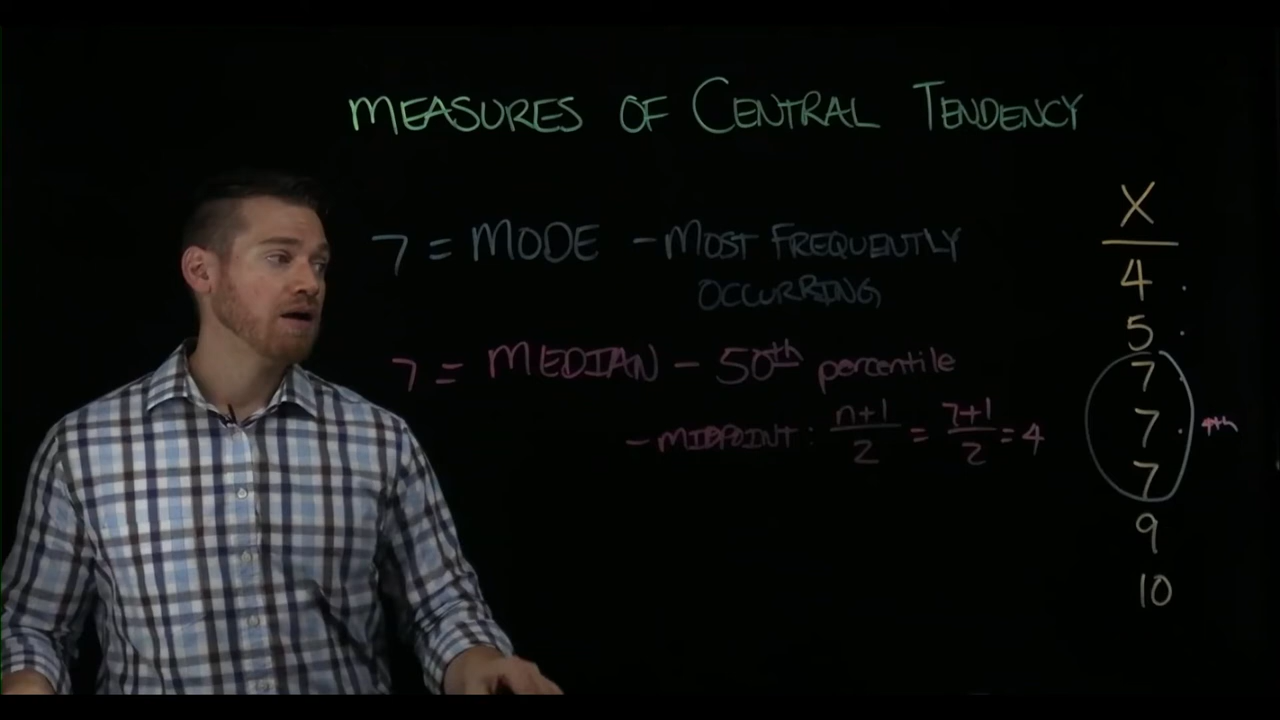 MEASURES OF CENTRAL TENDENCY
X
7 = MODE - MOST FREQUENTLY
OCCURRING
4
5
7 = MEDIAN - 50th percentile
7
- MIDPOINT: n+1/2 = 7+1/2 = 4
7 4th
7
9
10